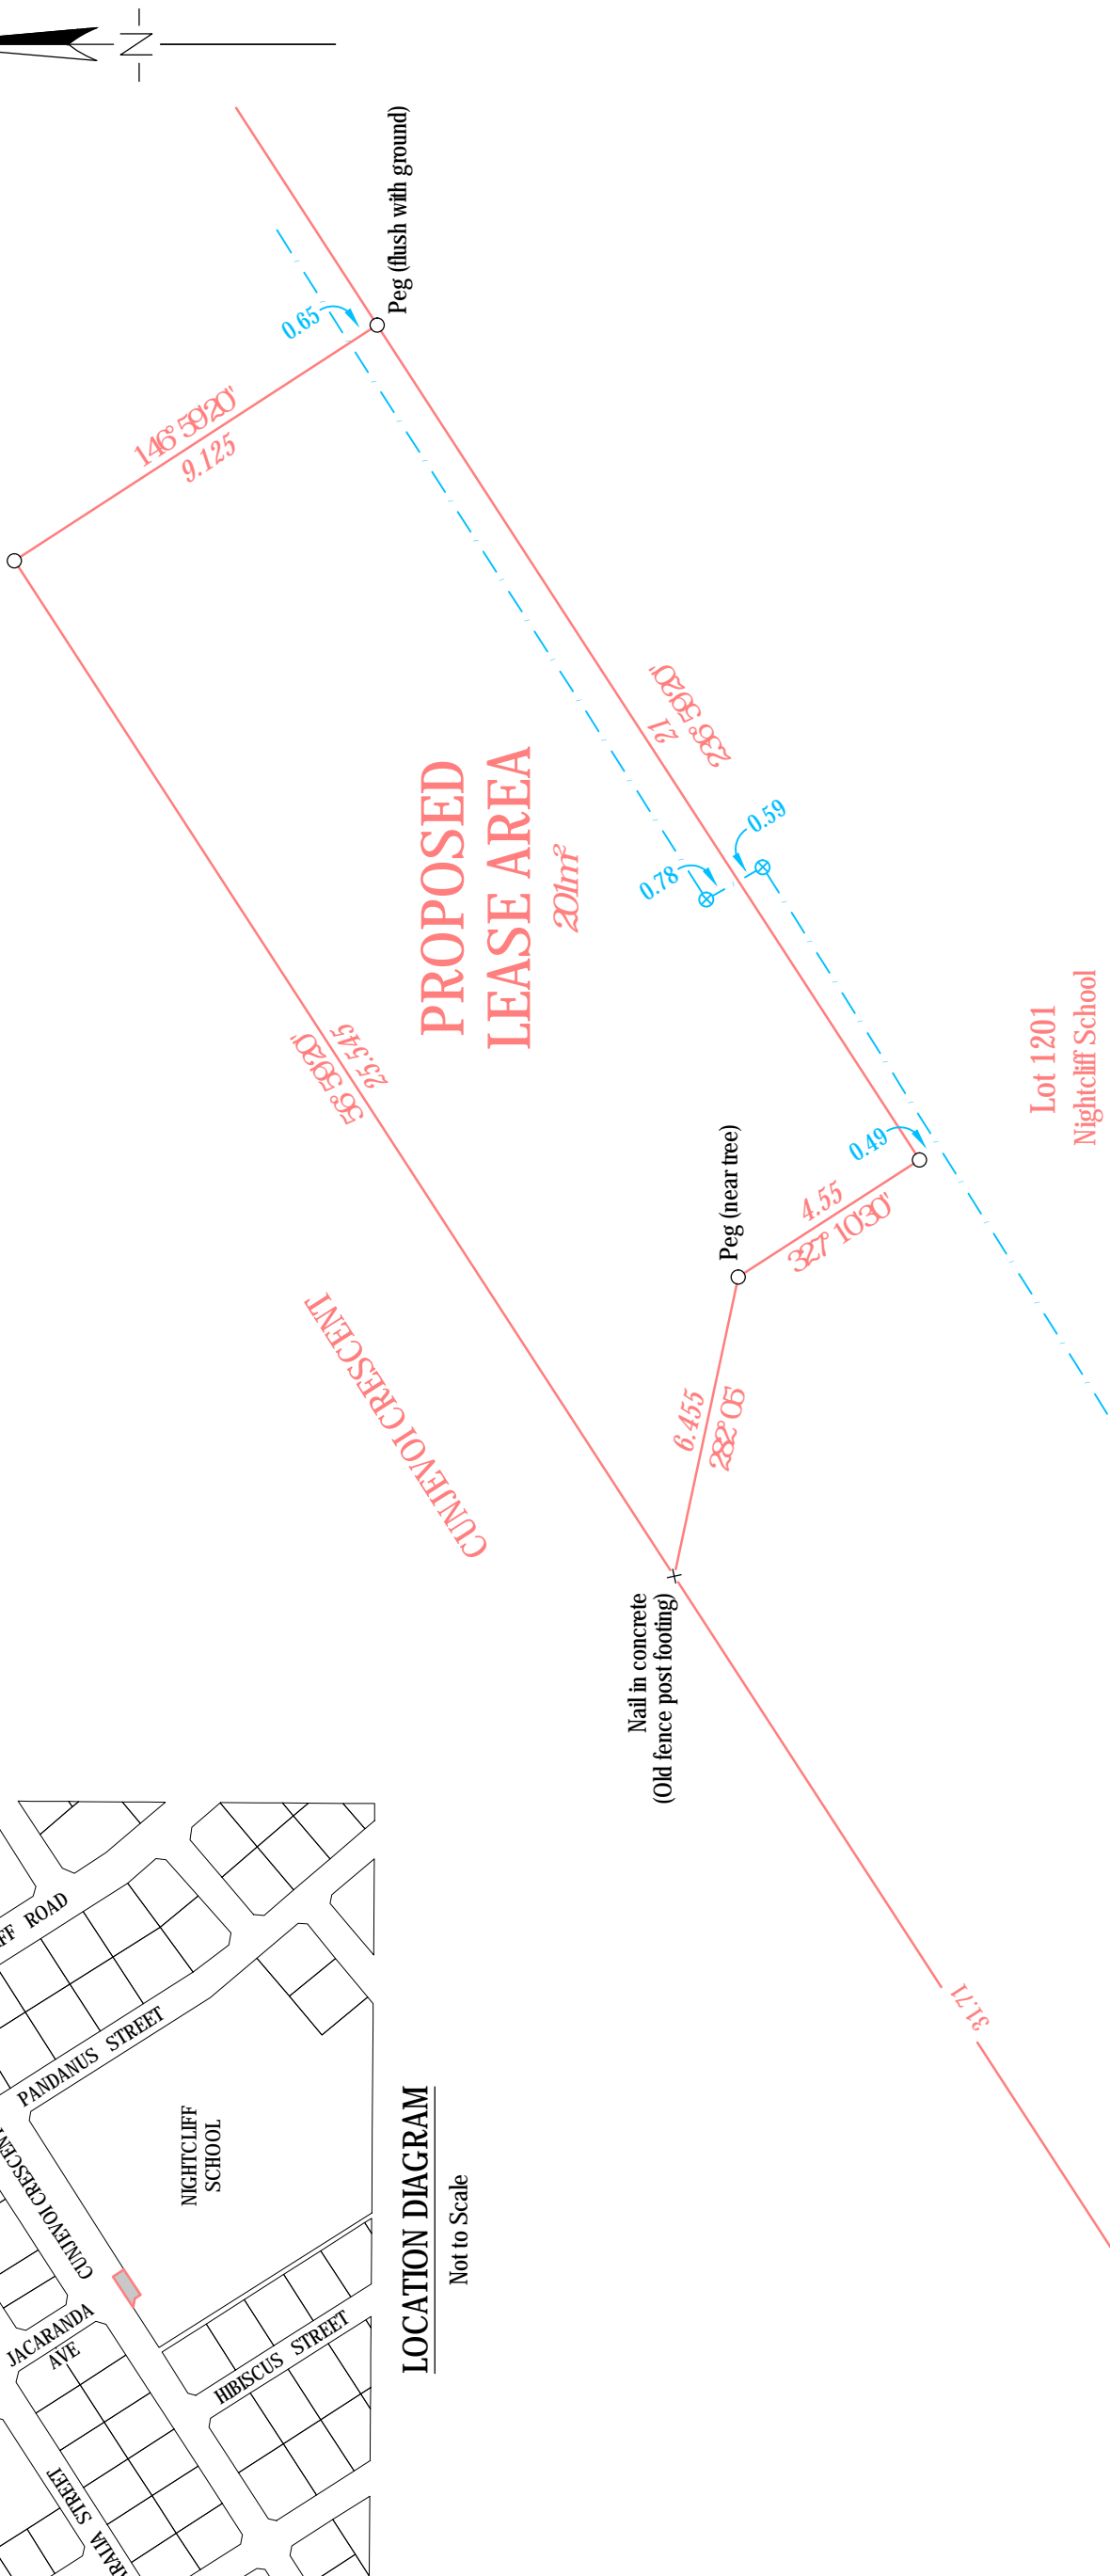 N
Peg (flush with ground)
0.65
146° 59'20"
9.125
236° 59'20"
21
PROPOSED
LEASE AREA
201m²
0.59
0.78
56° 59'20"
25.545
Lot 1201
Nightcliff School
0.49
Peg (near tree)
4.55
327° 10'30"
CUNJEVOI CRESCENT
6.455
282° 05'
Nail in concrete
(Old fence post footing)
31.71
FF ROAD
PANDANUS STREET
NIGHTCLIFF
SCHOOL
CUNJEVOI CRESCENT
JACARANDA
AVE
HIBISCUS STREET
RALIA STREET
LOCATION DIAGRAM
Not to Scale